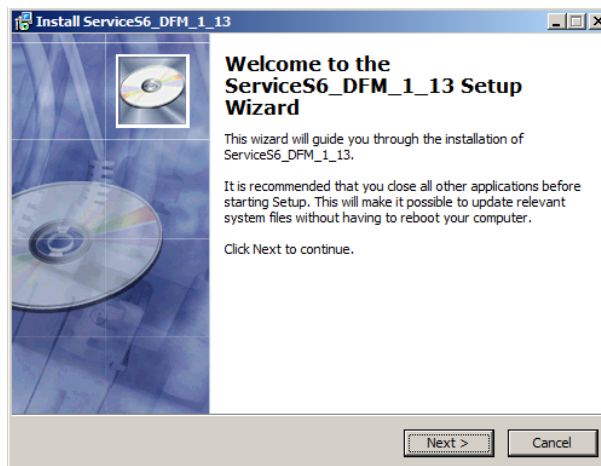 Install ServiceS6_DFM_1_13
Welcome to the
ServiceS6_DFM_1_13 Setup
Wizard
This wizard will guide you through the installation of
ServiceS6_DFM_1_13.
It is recommended that you close all other applications before
starting Setup. This will make it possible to update relevant
system files without having to reboot your computer.
Click Next to continue.
Next >
Cancel